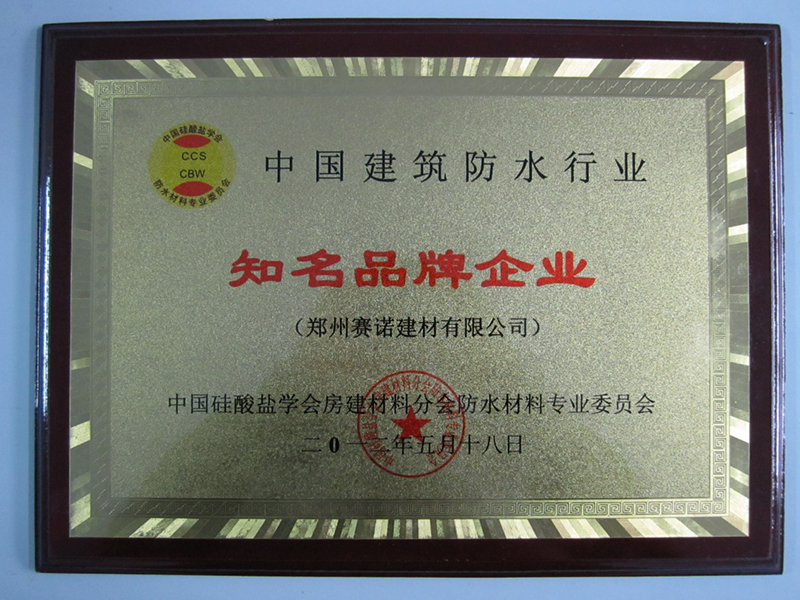 中国硅酸盐学会
CCS
CBW
防水材料专业委员会
中国建筑防水行业
知名品牌企业
（郑州赛诺建材有限公司）
中国硅酸盐学会房建材料分会防水材料专业委员会
二0一二年五月十八日